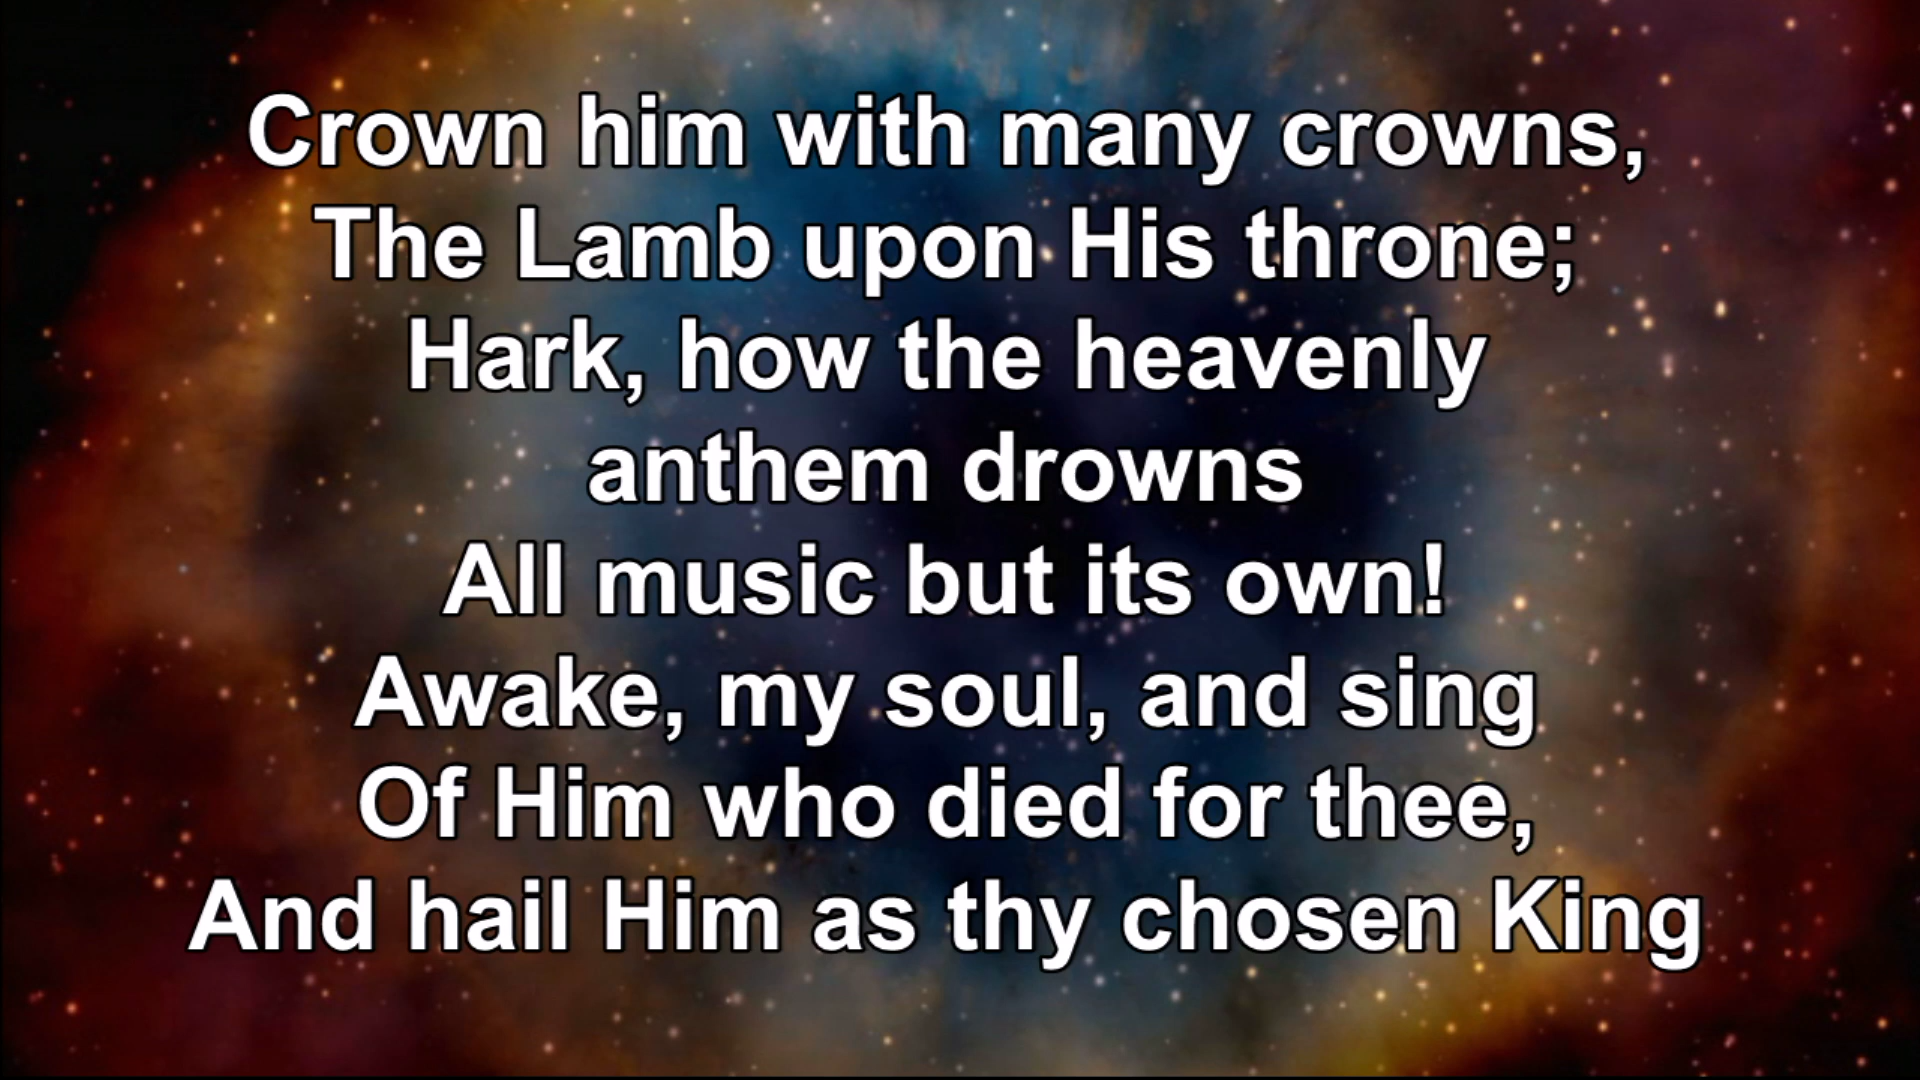 Crown him with many crowns,
The Lamb upon His throne;
Hark, how the heavenly
anthem drowns
All music but its own!
Awake, my soul, and sing
Of Him who died for thee,
And hail Him as thy chosen King